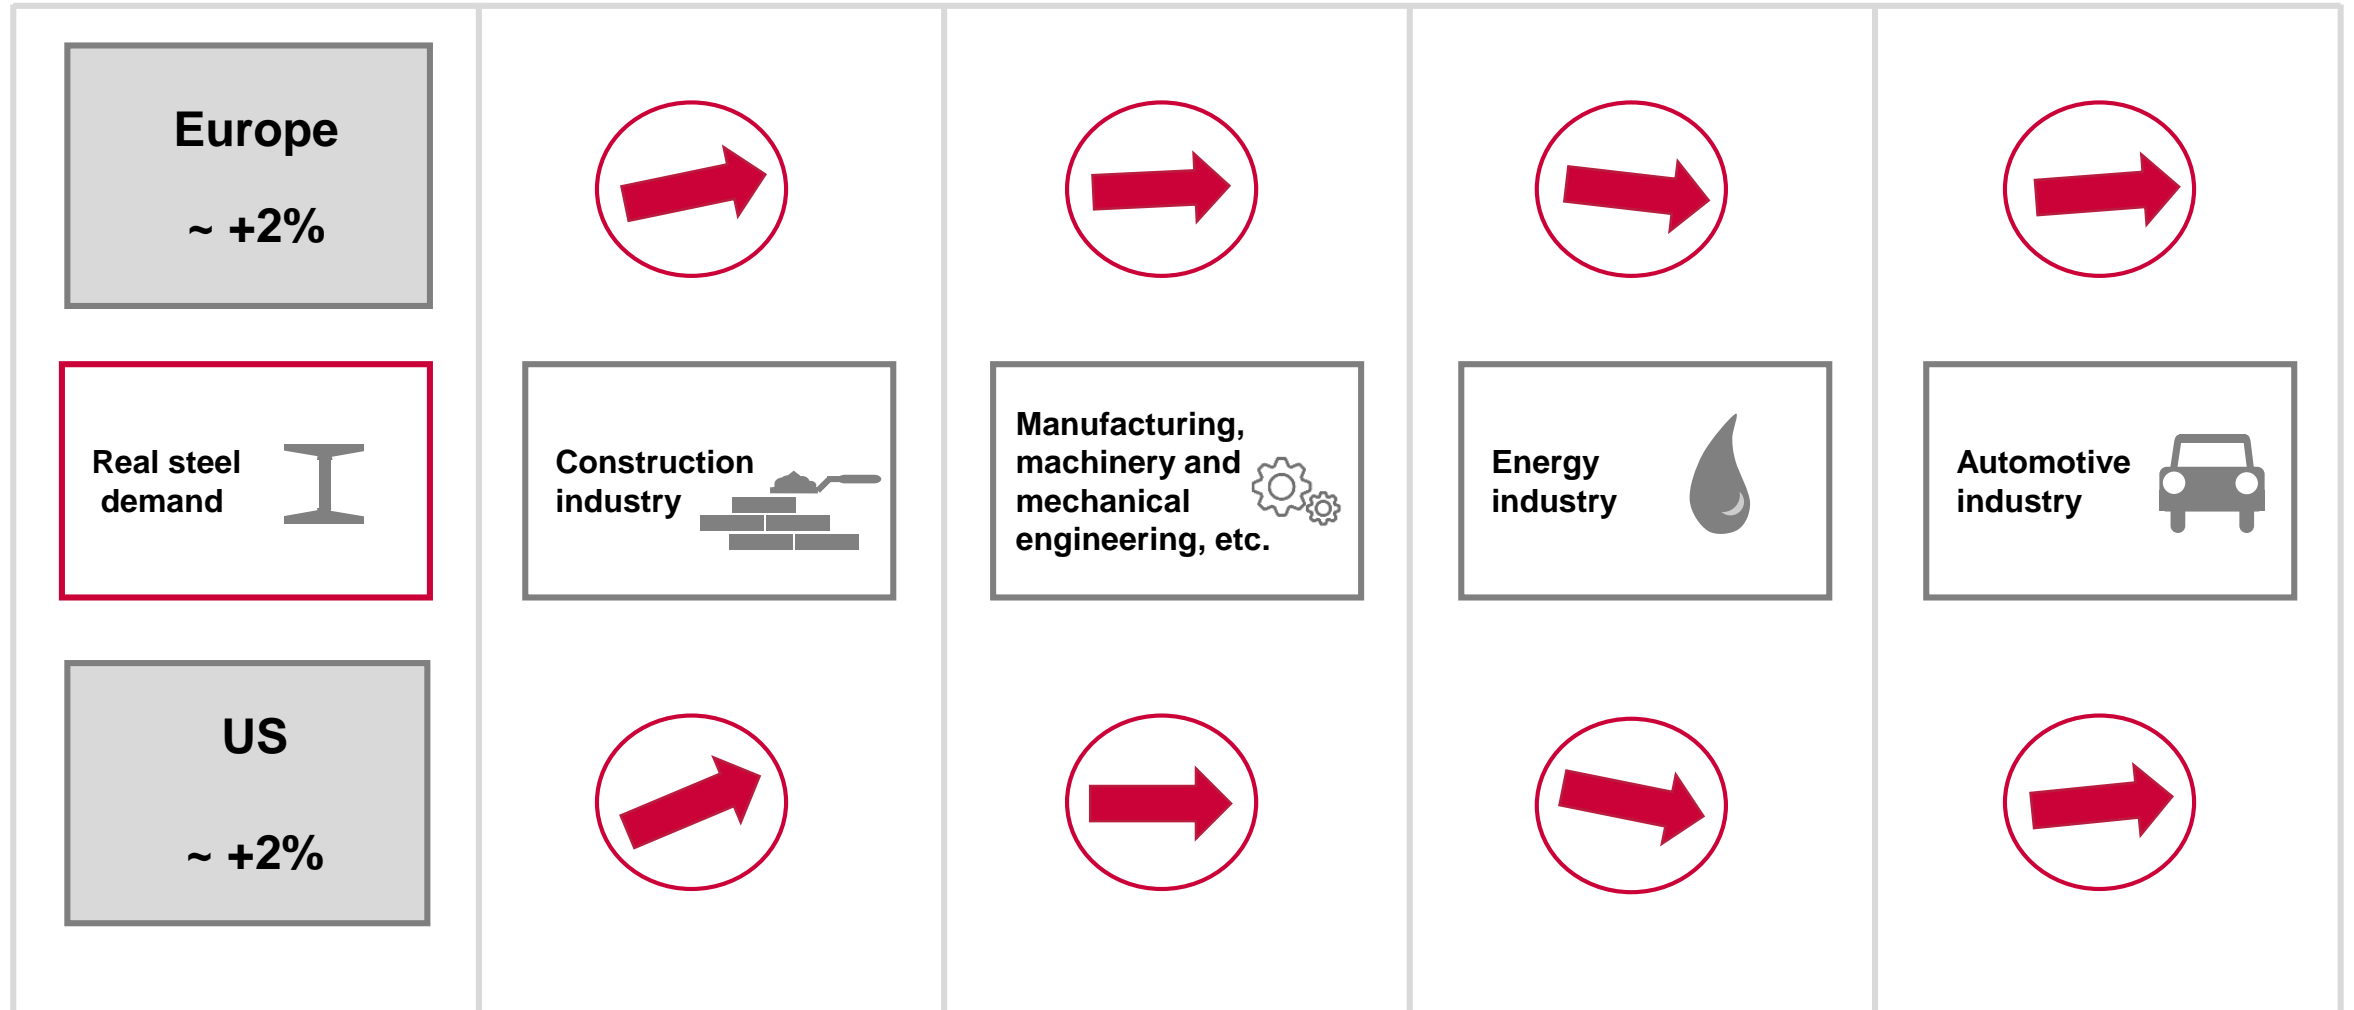 Europe
~ +2%
Real steel
demand
Construction
industry
Manufacturing,
machinery and
mechanical
engineering, etc.
Energy
industry
Automotive
industry
US
~ +2%